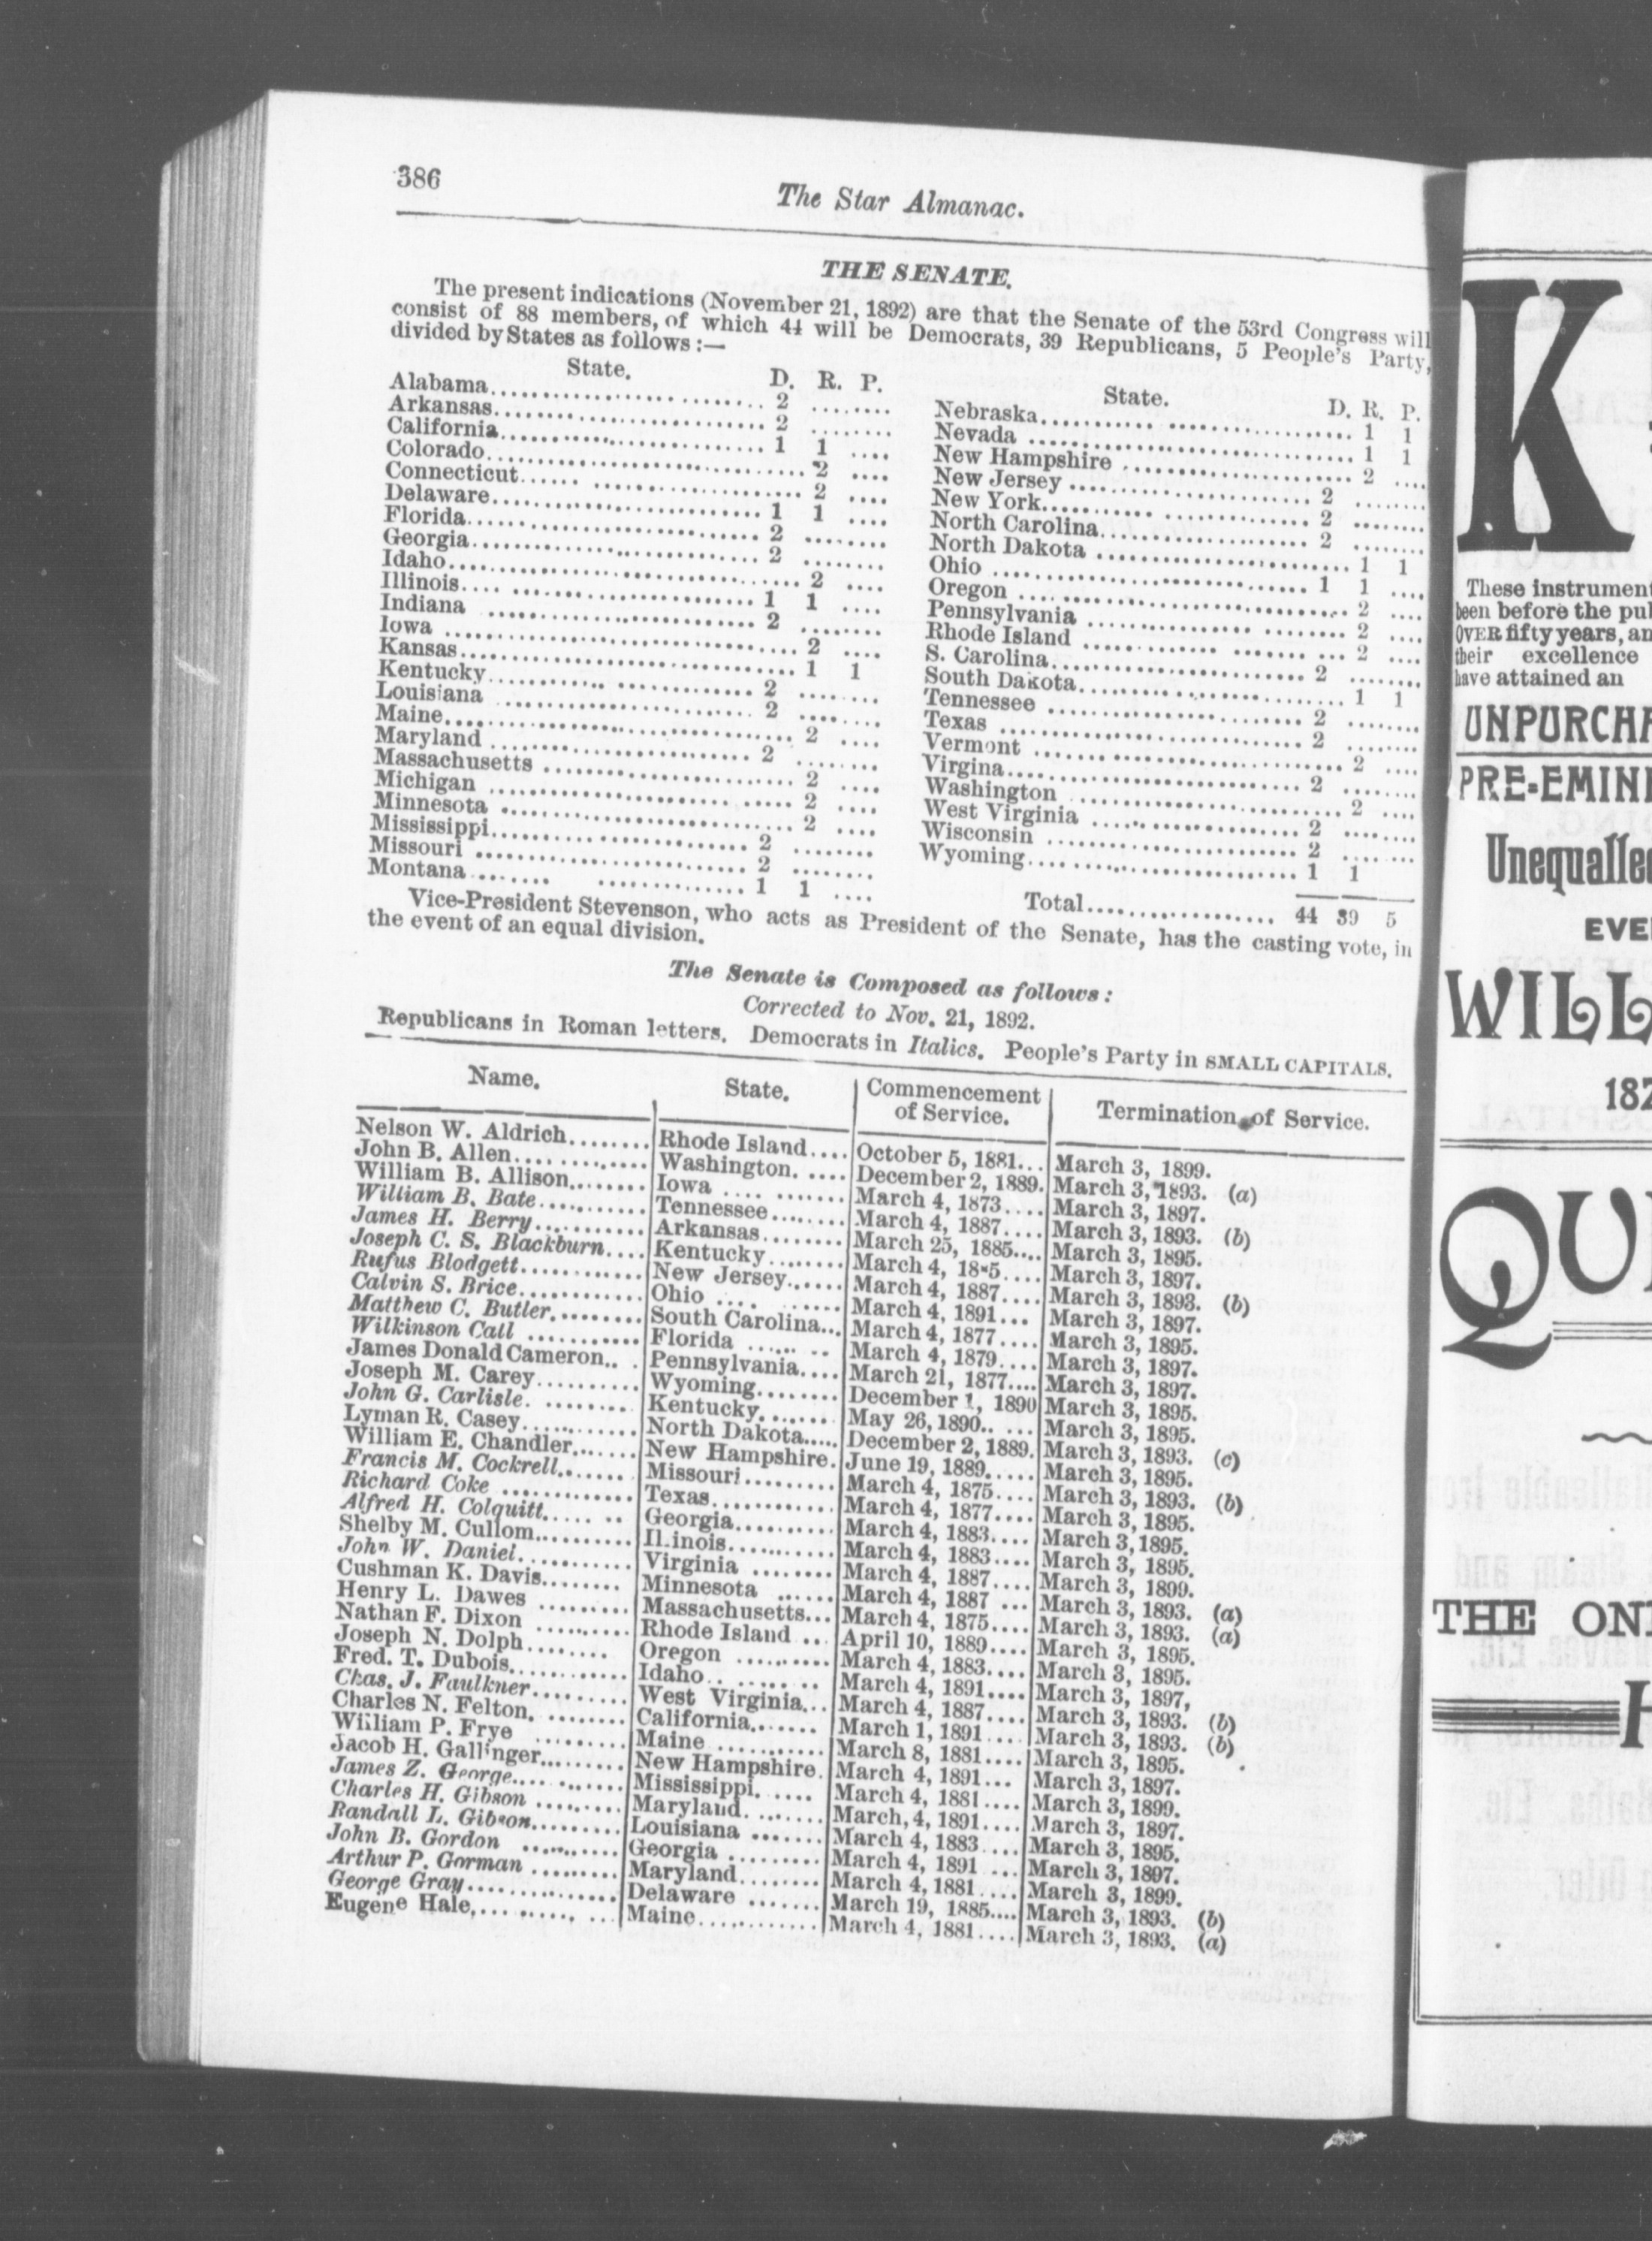 386
The Star Almanac.
THE SENATE.
The present indications (November 21, 1892) are that the Senate of the 53rd Congress will
consist of 88 members, of which 44 will be Democrats, 39 Republicans, 5 People's Party,
divided by States as follows :—
State. D. R. P.
Alabama.................... 2 ........
Arkansas.................... 2 ........
California.................... 1 1 ....
Colorado.................... 2 ....
Connecticut.................... 2 ....
Delaware.................... 1 1 ....
Florida.................... 2 ........
Georgia.................... 2 ........
Idaho.................... 2 ....
Illinois.................... 1 1 ....
Indiana .................... 2 ........
Iowa .................... 2 ....
Kansas.................... 1 1
Kentucky.................... 2 ........
Louisiana .................... 2 ........
Maine.................... 2 ....
Maryland .................... 2 ........
Massachusetts .................... 2 ....
Michigan .................... 2 ....
Minnesota .................... 2 ....
Mississippi.................... 2 ........
Missouri .................... 2 ........
Montana.................... 1 1 ....
State. D. R. P.
Nebraska.................... 1 1
Nevada .................... 1 1
New Hampshire .................... 2 ....
New Jersey .................... 2 ........
New York.................... 2 ........
North Carolina.................... 2 ........
North Dakota .................... 1 1
Ohio .................... 1 1 ....
Oregon .................... 2 ....
Pennsylvania .................... 2 ....
Rhode Island .................... 2 ....
S. Carolina.................... 2 ........
South Dakota.................... 1 1
Tennessee .................... 2 ........
Texas .................... 2 ........
Vermont .................... 2 ....
Virgina.................... 2 ........
Washington .................... 2 ....
West Virginia .................... 2 ........
Wisconsin .................... 2 ........
Wyoming.................... 1 1
Total.................... 44 39 5
Vice-President Stevenson, who acts as President of the Senate, has the casting vote, in
the event of an equal division.
The Senate is Composed as follows :
Corrected to Nov. 21, 1892.
Republicans in Roman letters. Democrats in Italics. People's Party in SMALL CAPITALS.
Name. State. Commencement of Service. Termination of Service.
Nelson W. Aldrich........ Rhode Island.... October 5, 1881... March 3, 1899.
John B. Allen............ Washington. .... December 2, 1889. March 3, 1893. (a)
William B. Allison........ Iowa .... ....... March 4, 1873.... March 3, 1897.
William B. Bate........... Tennessee........ March 4, 1887.... March 3, 1893. (b)
James H. Berry........... Arkansas........ March 25, 1885.... March 3, 1895.
Joseph C. S. Blackburn.... Kentucky........ March 4, 1885.... March 3, 1897.
Rufus Blodgett............ New Jersey....... March 4, 1887.... March 3, 1893. (b)
Calvin S. Brice............ Ohio .... ...... March 4, 1891... March 3, 1897.
Matthew C. Butler......... South Carolina... March 4, 1877.... March 3, 1895.
Wilkinson Call ........... Florida ........ March 4, 1879.... March 3, 1897.
James Donald Cameron.. . Pennsylvania.... March 21, 1877.... March 3, 1897.
Joseph M. Carey.......... Wyoming........ December 1, 1890 March 3, 1895.
John G. Carlisle. ........ Kentucky....... May 26, 1890.. ... March 3, 1895.
Lyman R. Casey........... North Dakota..... December 2, 1889. March 3, 1893. (c)
William E. Chandler....... New Hampshire. June 19, 1889..... March 3, 1895.
Francis M. Cockrell....... Missouri......... March 4, 1875.... March 3, 1893. (b)
Richard Coke ............ Texas........... March 4, 1877.... March 3, 1895.
Alfred H. Colquitt..... .. Georgia.......... March 4, 1883.... March 3, 1895.
Shelby M. Cullom.......... Illinois.......... March 4, 1883.... March 3, 1895.
John W. Daniel........... Virginia ........ March 4, 1887.... March 3, 1899.
Cushman K. Davis........ Minnesota ...... March 4, 1887 ... March 3, 1893. (a)
Henry L. Dawes ......... Massachusetts... March 4, 1875.... March 3, 1893. (a)
Nathan F. Dixon ......... Rhode Island ... April 10, 1889.... March 3, 1895.
Joseph N. Dolph........ Oregon ......... March 4, 1883.... March 3, 1895.
Fred. T. Dubois............ Idaho.......... March 4, 1891.... March 3, 1897,
Chas. J. Faulkner......... West Virginia... March 4, 1887.... March 3, 1893. (b)
Charles N. Felton. ........ California....... March 1, 1891.... March 3, 1893. (b)
William P. Frye ......... Maine ........... March 8, 1881.... March 3, 1895.
Jacob H. Gallinger......... New Hampshire. March 4, 1891... March 3, 1897.
James Z. George........... Mississippi. .... March 4, 1881.... March 3, 1899.
Charles H. Gibson ........ Maryland. ....... March, 4, 1891.... March 3, 1897.
Randall L. Gibson......... Louisiana ....... March 4, 1883.... March 3, 1895.
John B. Gordon .......... Georgia ......... March 4, 1891 ... March 3, 1897.
Arthur P. Gorman ......... Maryland........ March 4, 1881.... March 3, 1899.
George Gray............... Delaware ....... March 19, 1885.... March 3, 1893. (b)
Eugene Hale............. Maine........... March 4, 1881.... March 3, 1893. (a)
K
These instrument
been before the pu
OVER fifty years, an
their excellence
have attained an
UNPURCHA
PRE=EMIN
Unequalle
EVE
WILL
182
QU
THE ON
H